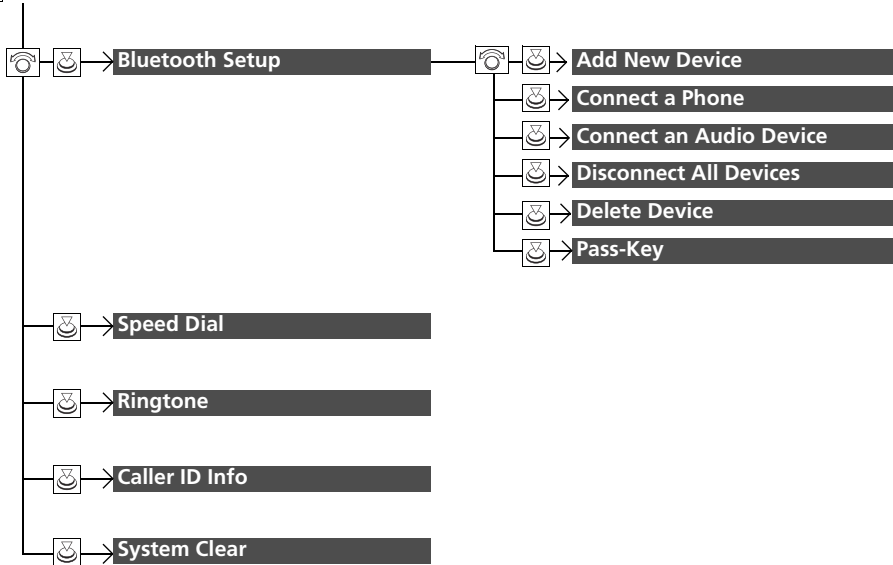 Bluetooth Setup
Add New Device
Connect a Phone
Connect an Audio Device
Disconnect All Devices
Delete Device
Pass-Key
Speed Dial
Ringtone
Caller ID Info
System Clear